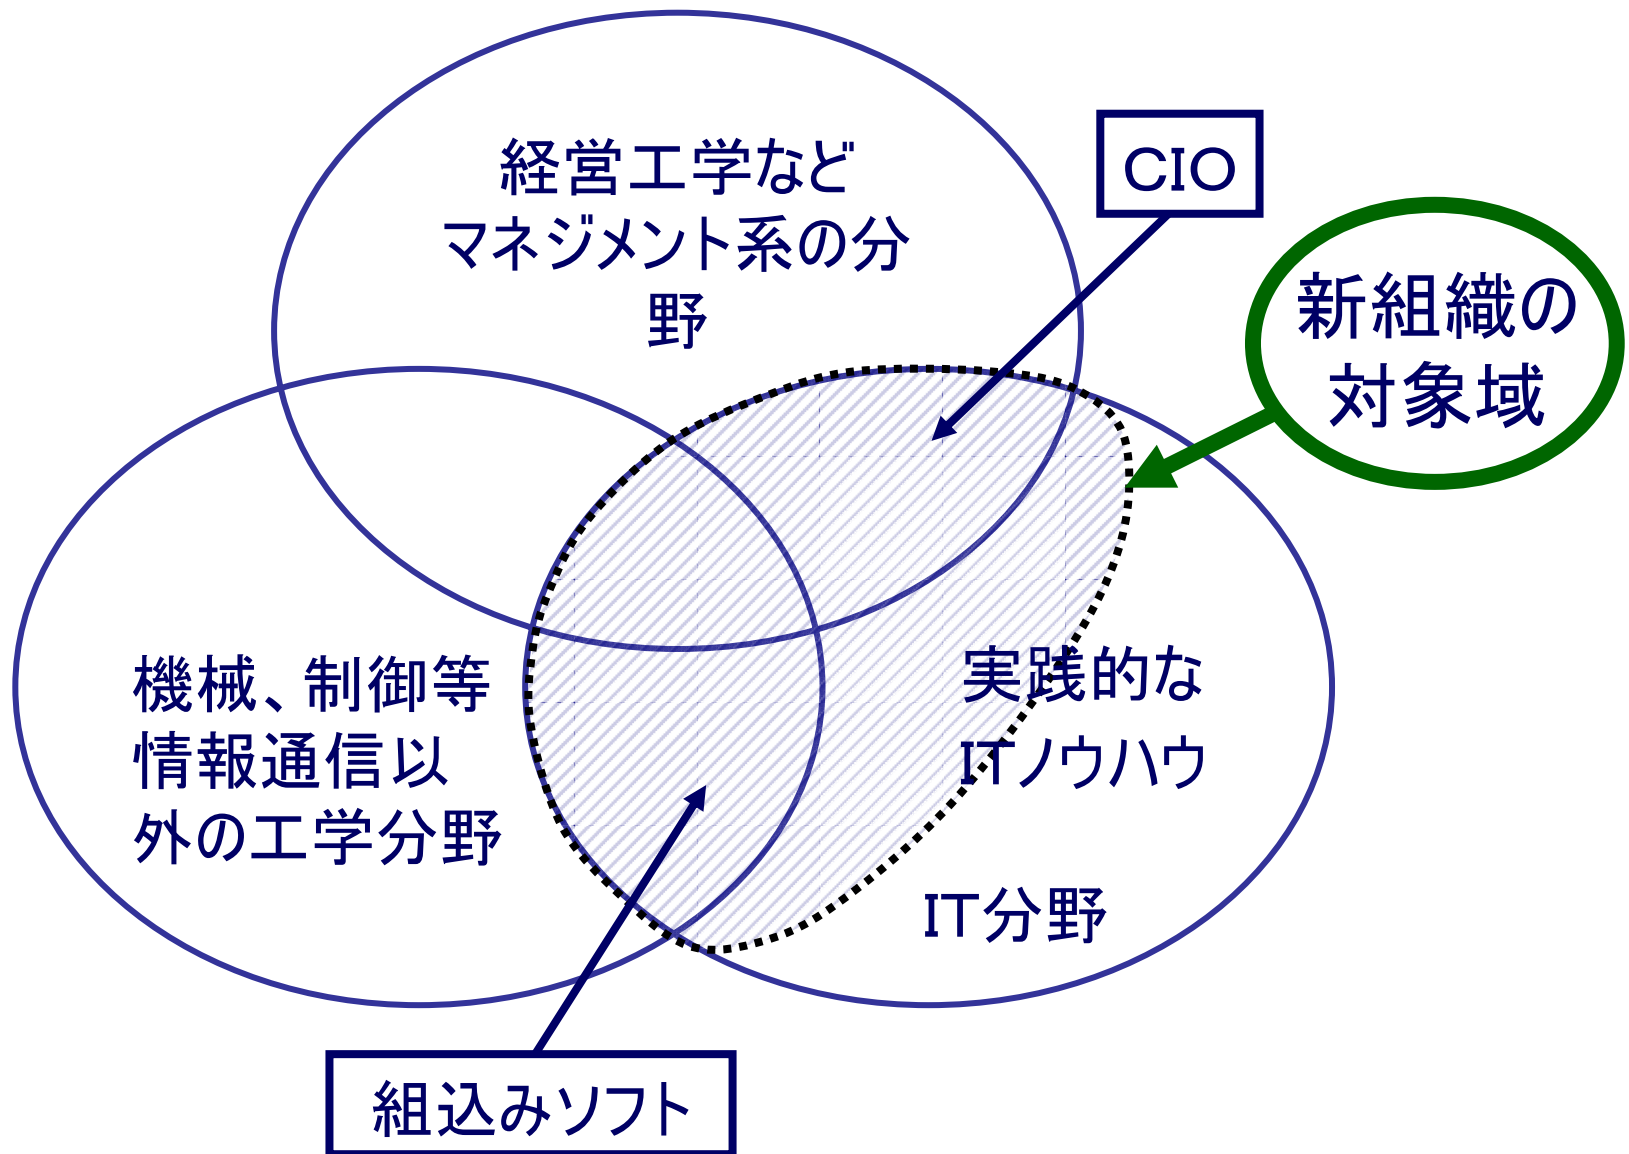 経営工学など
マネジメント系の分
野
CIO
新組織の
対象域
機械、制御等
情報通信以
外の工学分野
実践的な
ITノウハウ
IT分野
組込みソフト